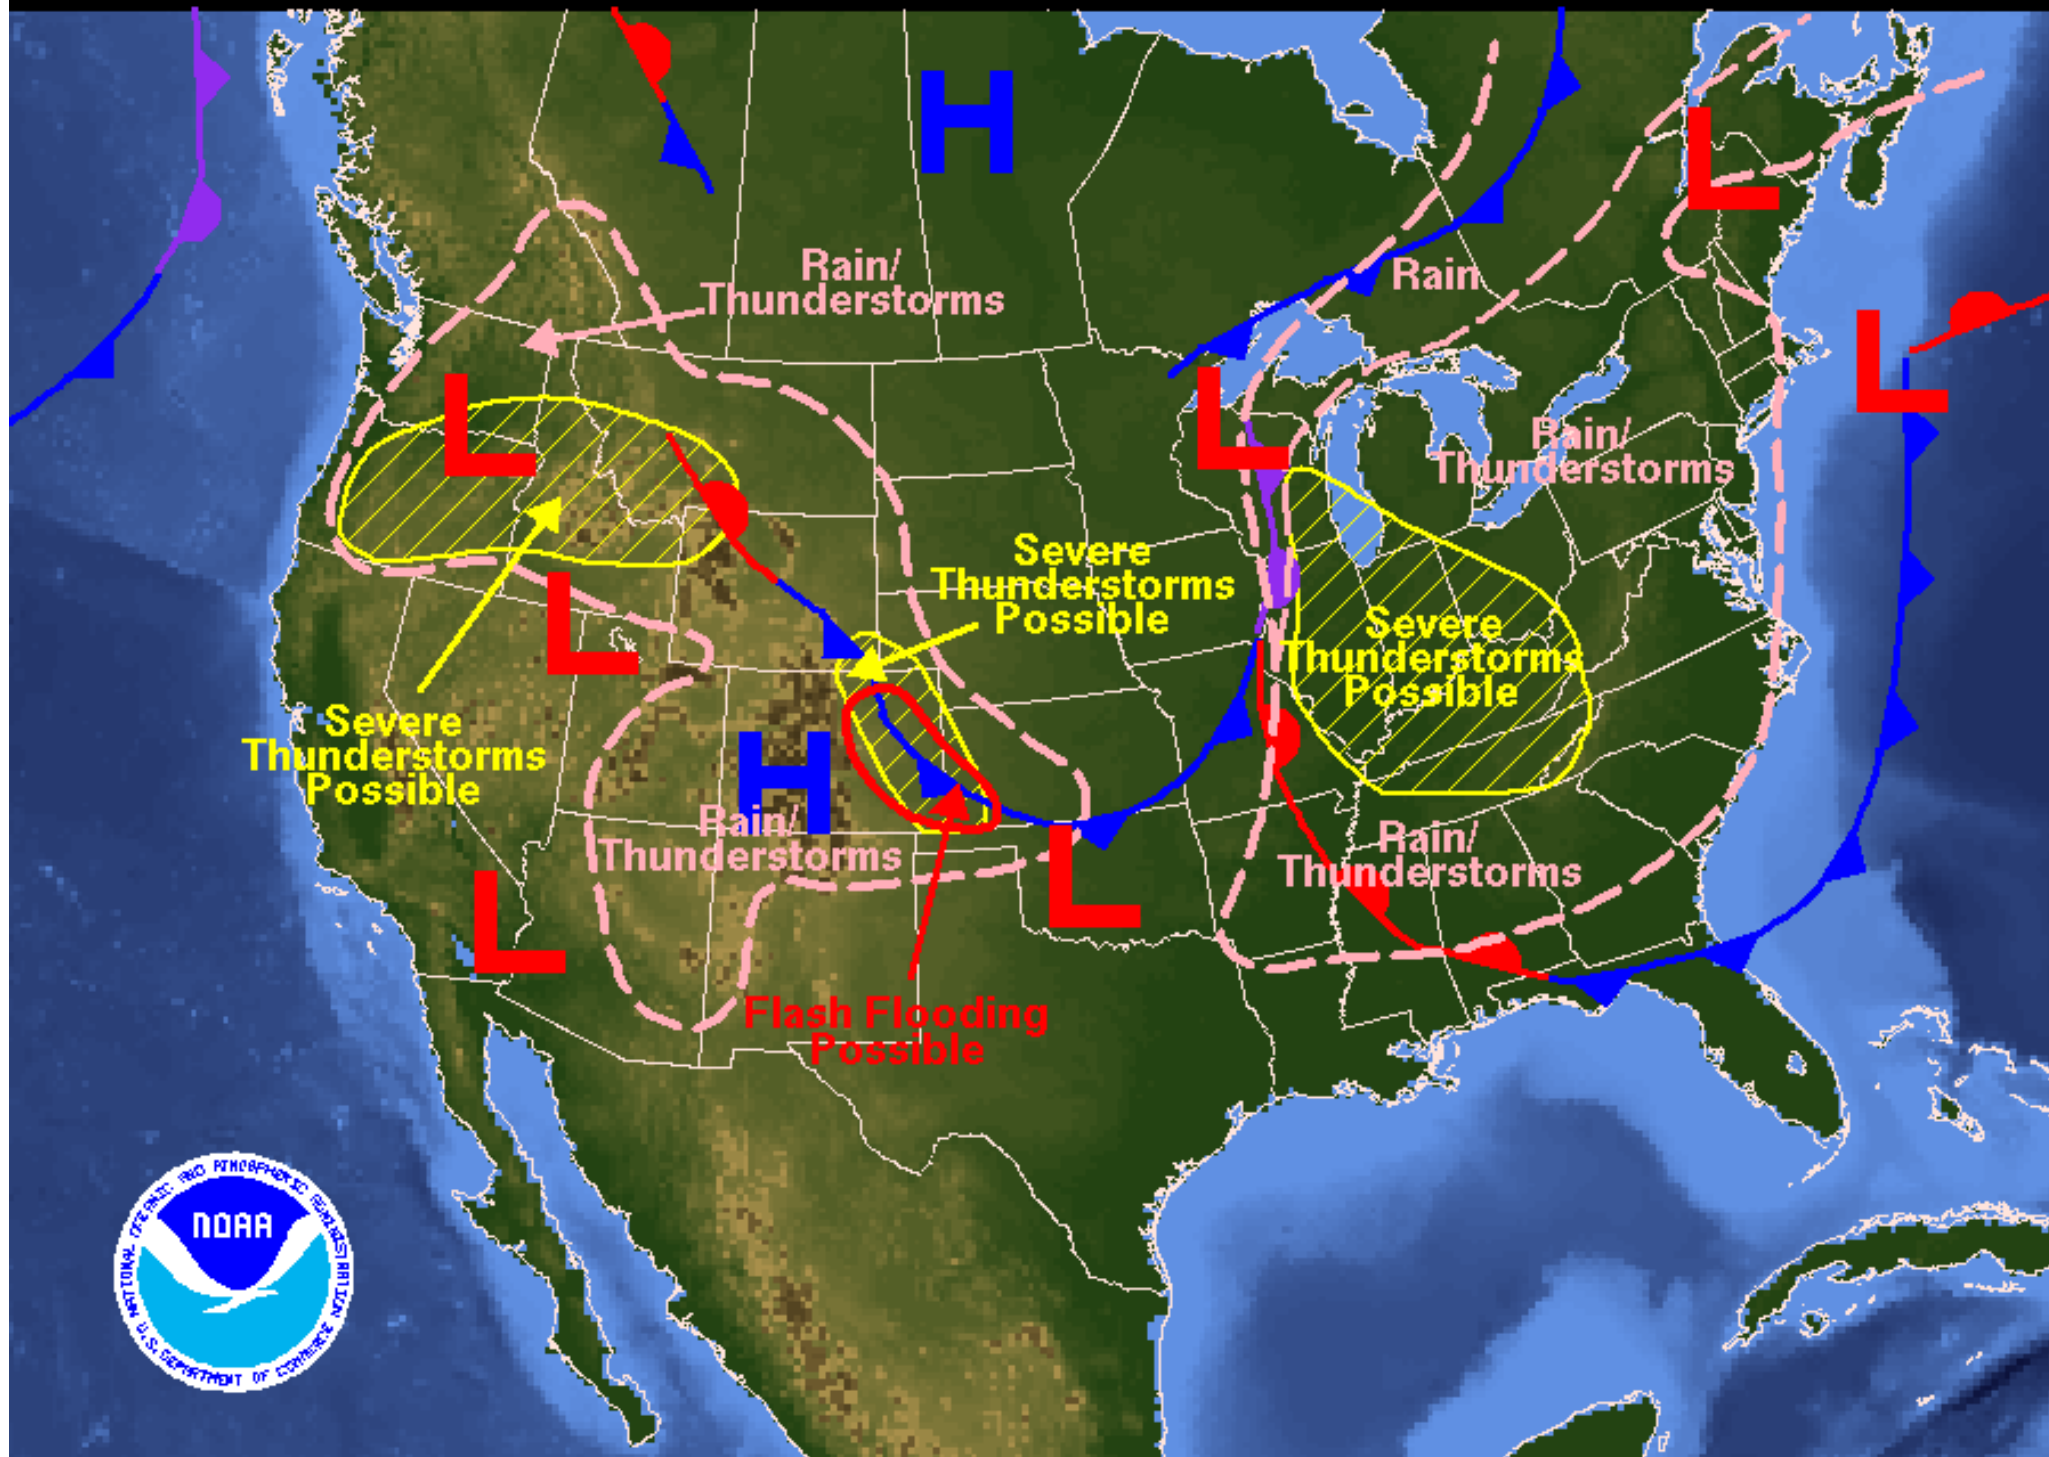 H
L
Rain/
Thunderstorms
Rain
L
L
L
Rain/
Thunderstorms
L
Severe
Thunderstorms
Possible
L
Severe
Thunderstorms
Possible
Severe
Thunderstorms
Possible
H
Rain/
Thunderstorms
L
Rain/
Thunderstorms
L
Flash Flooding
Possible
NATIONAL OCEANIC AND ATMOSPHERIC ADMINISTRATION
NOAA
U.S. DEPARTMENT OF COMMERCE